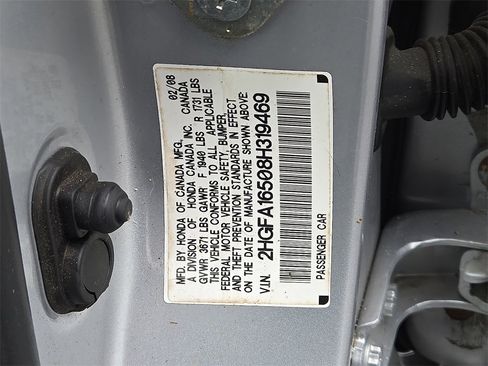 MFD. BY HONDA OF CANADA MFG. 02/08
A DIVISION OF HONDA CANADA INC. CANADA
GVWR 3671 LBS GAWR F 1940 LBS R 1731 LBS
THIS VEHICLE CONFORMS TO ALL APPLICABLE
FEDERAL MOTOR VEHICLE SAFETY, BUMPER,
AND THEFT PREVENTION STANDARDS IN EFFECT
ON THE DATE OF MANUFACTURE SHOWN ABOVE.
V.I.N. 2HGFA16508H319469
PASSENGER CAR